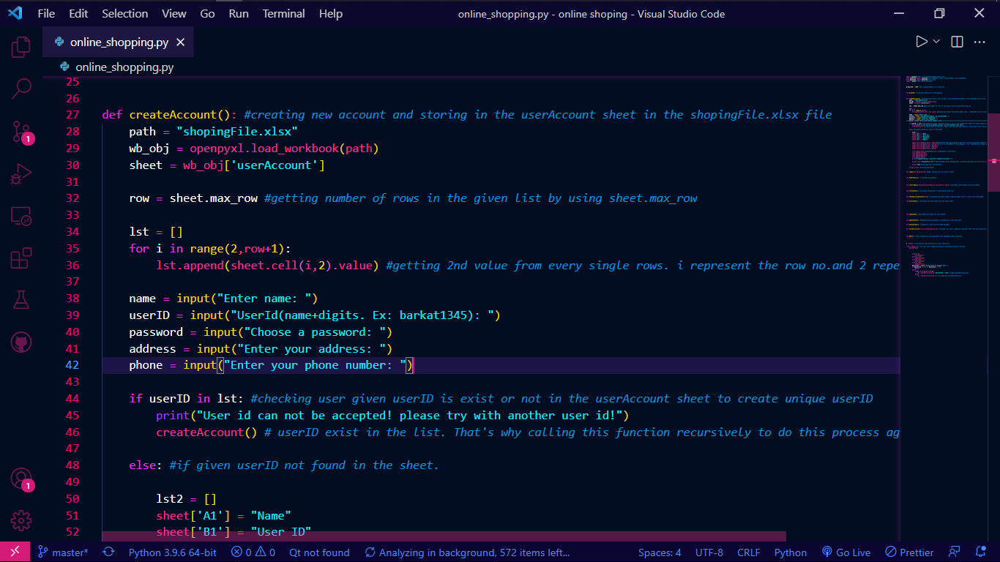 File Edit Selection View Go Run Terminal Help online_shopping.py - online shoping - Visual Studio Code
online_shopping.py
online_shopping.py
25
26
27 def createAccount(): #creating new account and storing in the userAccount sheet in the shopingFile.xlsx file
28 path = "shopingFile.xlsx"
29 wb_obj = openpyxl.load_workbook(path)
30 sheet = wb_obj['userAccount']
31
32 row = sheet.max_row #getting number of rows in the given list by using sheet.max_row
33
34 lst = []
35 for i in range(2,row+1):
36 lst.append(sheet.cell(i,2).value) #getting 2nd value from every single rows. i represent the row no.and 2 repe
37
38 name = input("Enter name: ")
39 userID = input("UserId(name+digits. Ex: barkat1345): ")
40 password = input("Choose a password: ")
41 address = input("Enter your address: ")
42 phone = input("Enter your phone number: ")
43
44 if userID in lst: #checking user given userID is exist or not in the userAccount sheet to create unique userID
45 print("User id can not be accepted! please try with another user id!")
46 createAccount() # userID exist in the list. That's why calling this function recursively to do this process ag
47
48 else: #if given userID not found in the sheet.
49
50 lst2 = []
51 sheet['A1'] = "Name"
52 sheet['B1'] = "User ID"
1
1
master* Python 3.9.6 64-bit 0 0 Qt not found Analyzing in background, 572 items left... Spaces: 4 UTF-8 CRLF Python Go Live Prettier